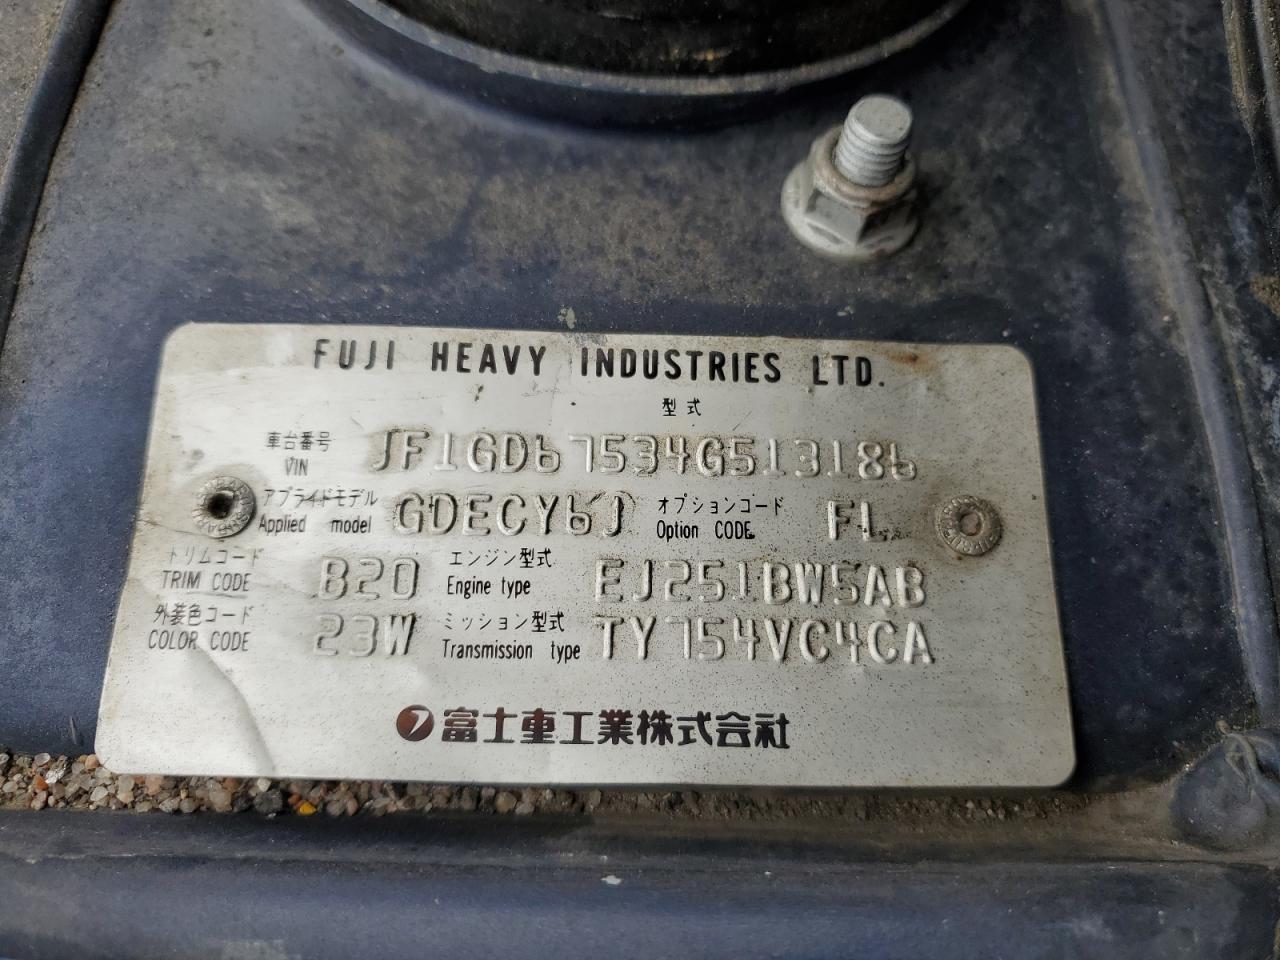 FUJI HEAVY INDUSTRIES LTD.
型式
車台番号 VIN JF1GD67534G513186
アプライドモデル Applied model GDECY6J オプションコード Option CODE FL
トリムコード TRIM CODE B20 エンジン型式 Engine type EJ251BW5AB
外装色コード COLOR CODE 23W ミッション型式 Transmission type TY754VC4CA
富士重工業株式会社